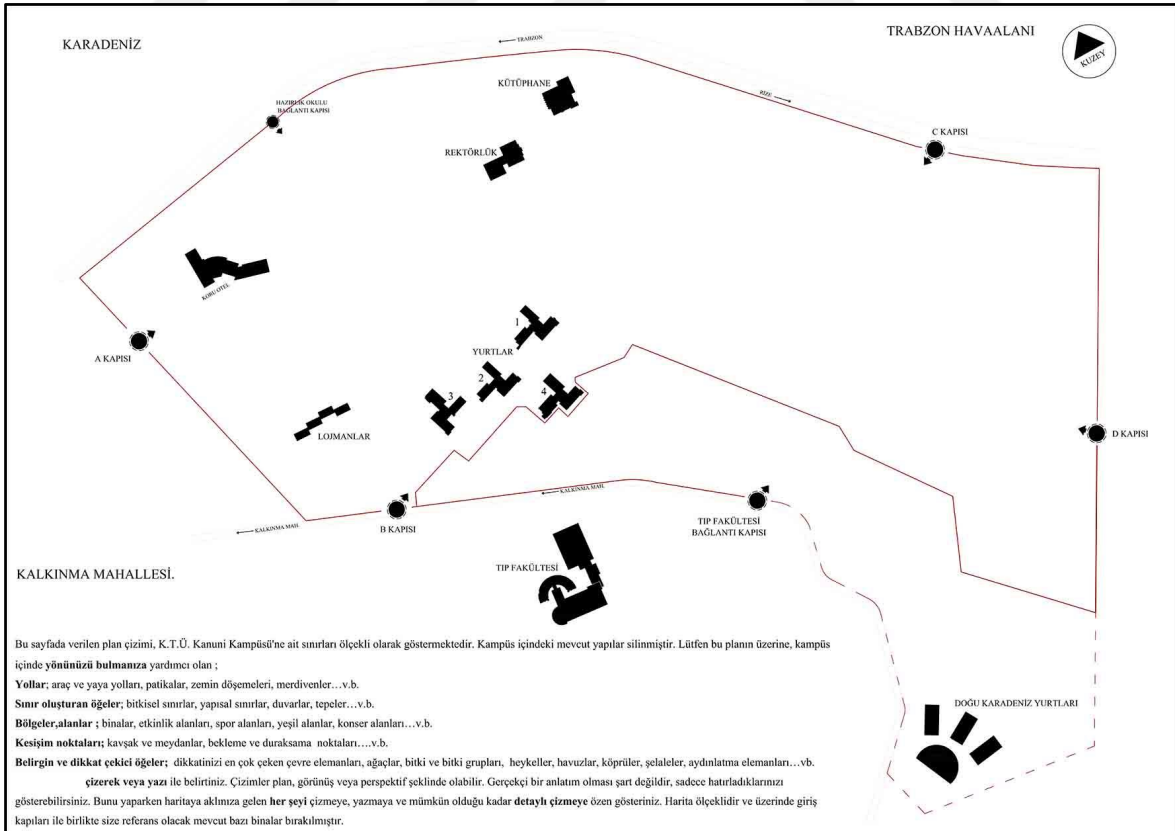 KARADENİZ
TRABZON HAVAALANI
KUZEY
TRABZON
RİZE
KÜTÜPHANE
HAZIRLIK OKULU
BAĞLANTI KAPISI
C KAPISI
REKTÖRLÜK
KORU OTEL
A KAPISI
1
YURTLAR
2
3
4
LOJMANLAR
D KAPISI
KALKINMA MAH.
KALKINMA MAH.
B KAPISI
TIP FAKÜLTESİ
BAĞLANTI KAPISI
TIP FAKÜLTESİ
KALKINMA MAHALLESİ.
DOĞU KARADENİZ YURTLARI
Bu sayfada verilen plan çizimi, K.T.Ü. Kanuni Kampüsü'ne ait sınırları ölçekli olarak göstermektedir. Kampüs içindeki mevcut yapılar silinmiştir. Lütfen bu planın üzerine, kampüs
içinde yönünüzü bulmanıza yardımcı olan ;
Yollar; araç ve yaya yolları, patikalar, zemin döşemeleri, merdivenler…v.b.
Sınır oluşturan öğeler; bitkisel sınırlar, yapısal sınırlar, duvarlar, tepeler…v.b.
Bölgeler,alanlar ; binalar, etkinlik alanları, spor alanları, yeşil alanlar, konser alanları…v.b.
Kesişim noktaları; kavşak ve meydanlar, bekleme ve duraksama noktaları….v.b.
Belirgin ve dikkat çekici öğeler; dikkatinizi en çok çeken çevre elemanları, ağaçlar, bitki ve bitki grupları, heykeller, havuzlar, köprüler, şelaleler, aydınlatma elemanları…vb.
çizerek veya yazı ile belirtiniz. Çizimler plan, görünüş veya perspektif şeklinde olabilir. Gerçekçi bir anlatım olması şart değildir, sadece hatırladıklarınızı
gösterebilirsiniz. Bunu yaparken haritaya aklınıza gelen her şeyi çizmeye, yazmaya ve mümkün olduğu kadar detaylı çizmeye özen gösteriniz. Harita ölçeklidir ve üzerinde giriş
kapıları ile birlikte size referans olacak mevcut bazı binalar bırakılmıştır.